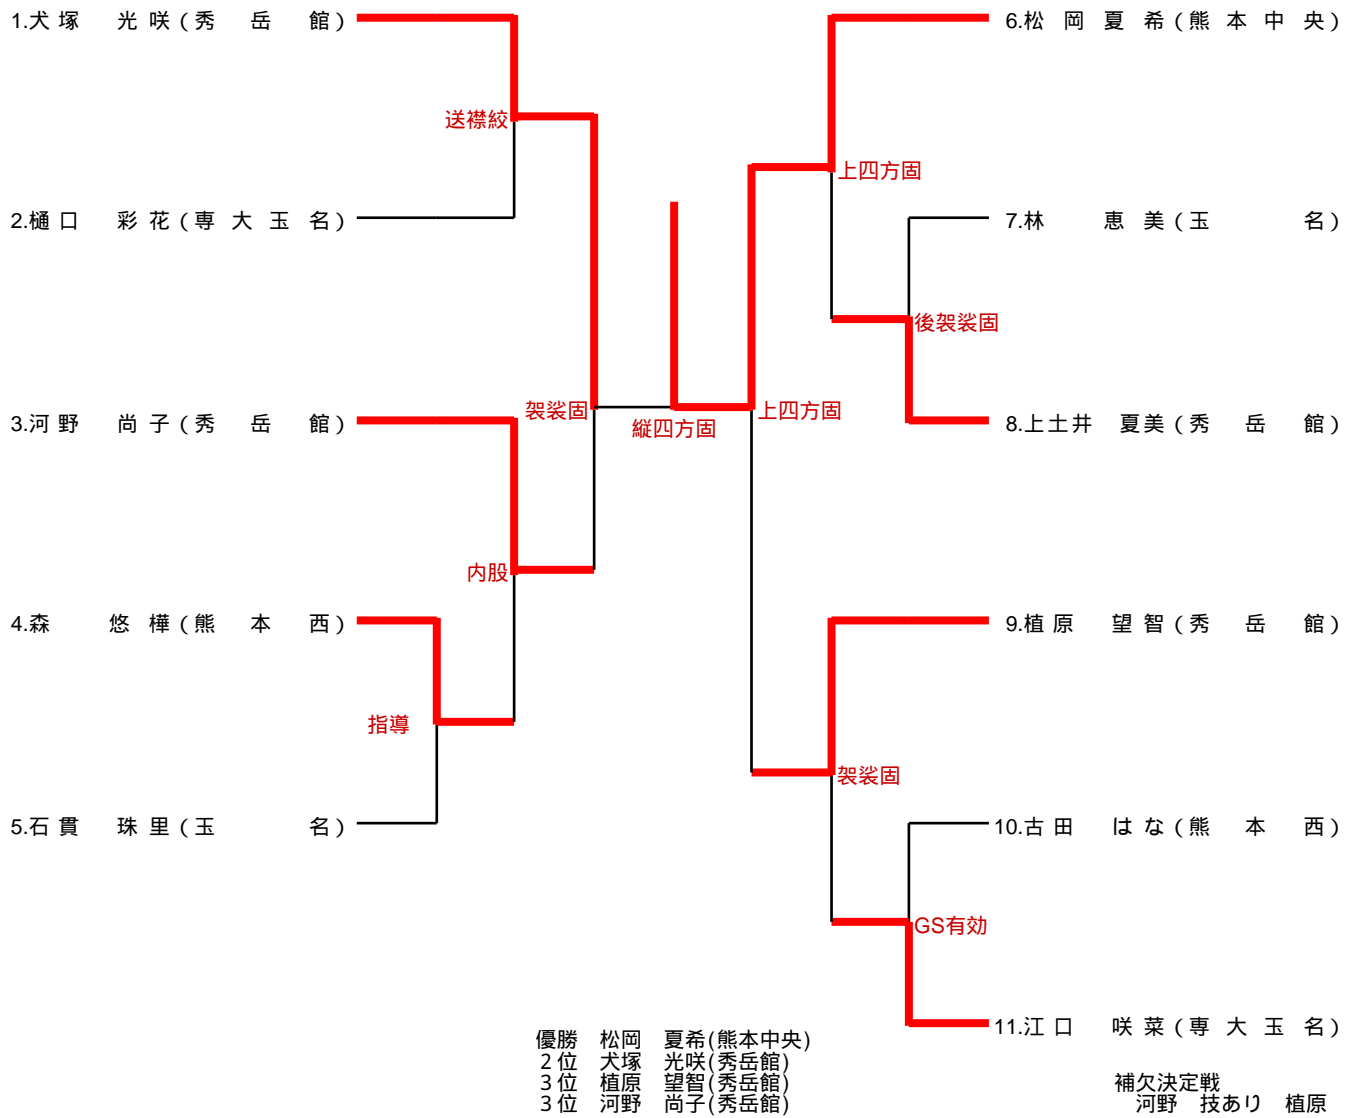 1.犬塚 光咲(秀岳館)
6.松岡夏希(熊本中央)
送襟絞
上四方固
2.樋口 彩花(専大玉名)
7.林 恵美(玉名)
後袈裟固
袈裟固
上四方固
縦四方固
3.河野 尚子(秀岳館)
8.上土井 夏美(秀岳館)
内股
4.森 悠樺(熊本西)
9.植原 望智(秀岳館)
指導
袈裟固
5.石貫 珠里(玉名)
10.古田 はな(熊本西)
GS有効
11.江口 咲菜(専大玉名)
優勝 松岡 夏希(熊本中央)
2位 犬塚 光咲(秀岳館)
3位 植原 望智(秀岳館)
3位 河野 尚子(秀岳館)
補欠決定戦
河野 技あり 植原